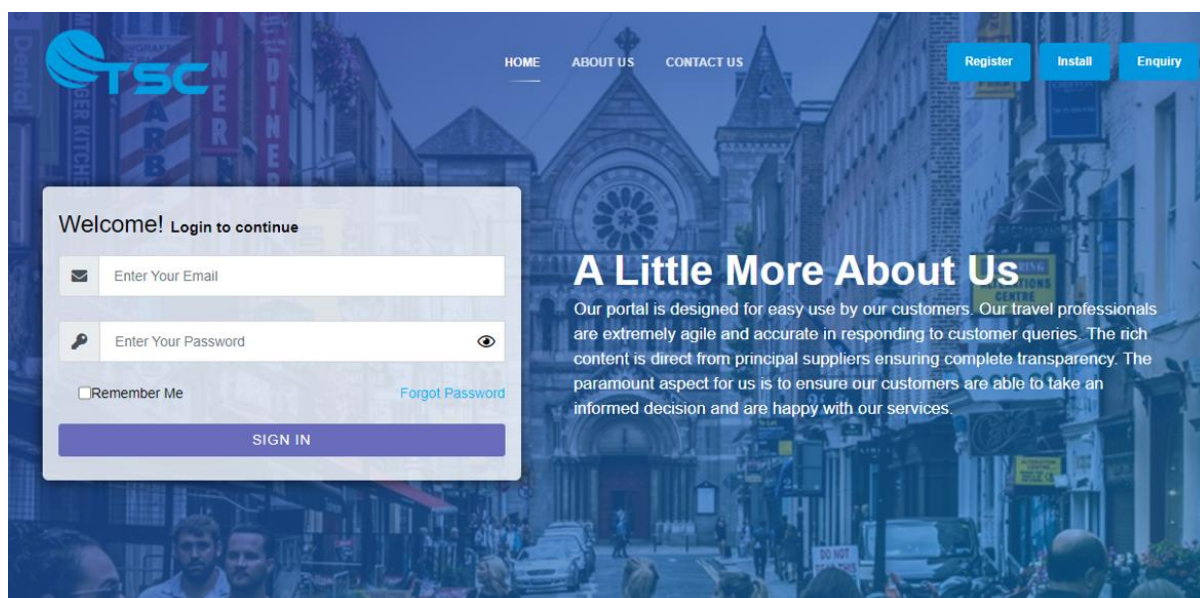 TSC
HOME ABOUT US CONTACT US
Register Install Enquiry
Welcome! Login to continue
Enter Your Email
Enter Your Password
Remember Me Forgot Password
SIGN IN
A Little More About Us
Our portal is designed for easy use by our customers. Our travel professionals
are extremely agile and accurate in responding to customer queries. The rich
content is direct from principal suppliers ensuring complete transparency. The
paramount aspect for us is to ensure our customers are able to take an
informed decision and are happy with our services.
Dental
DINER
DO NOT